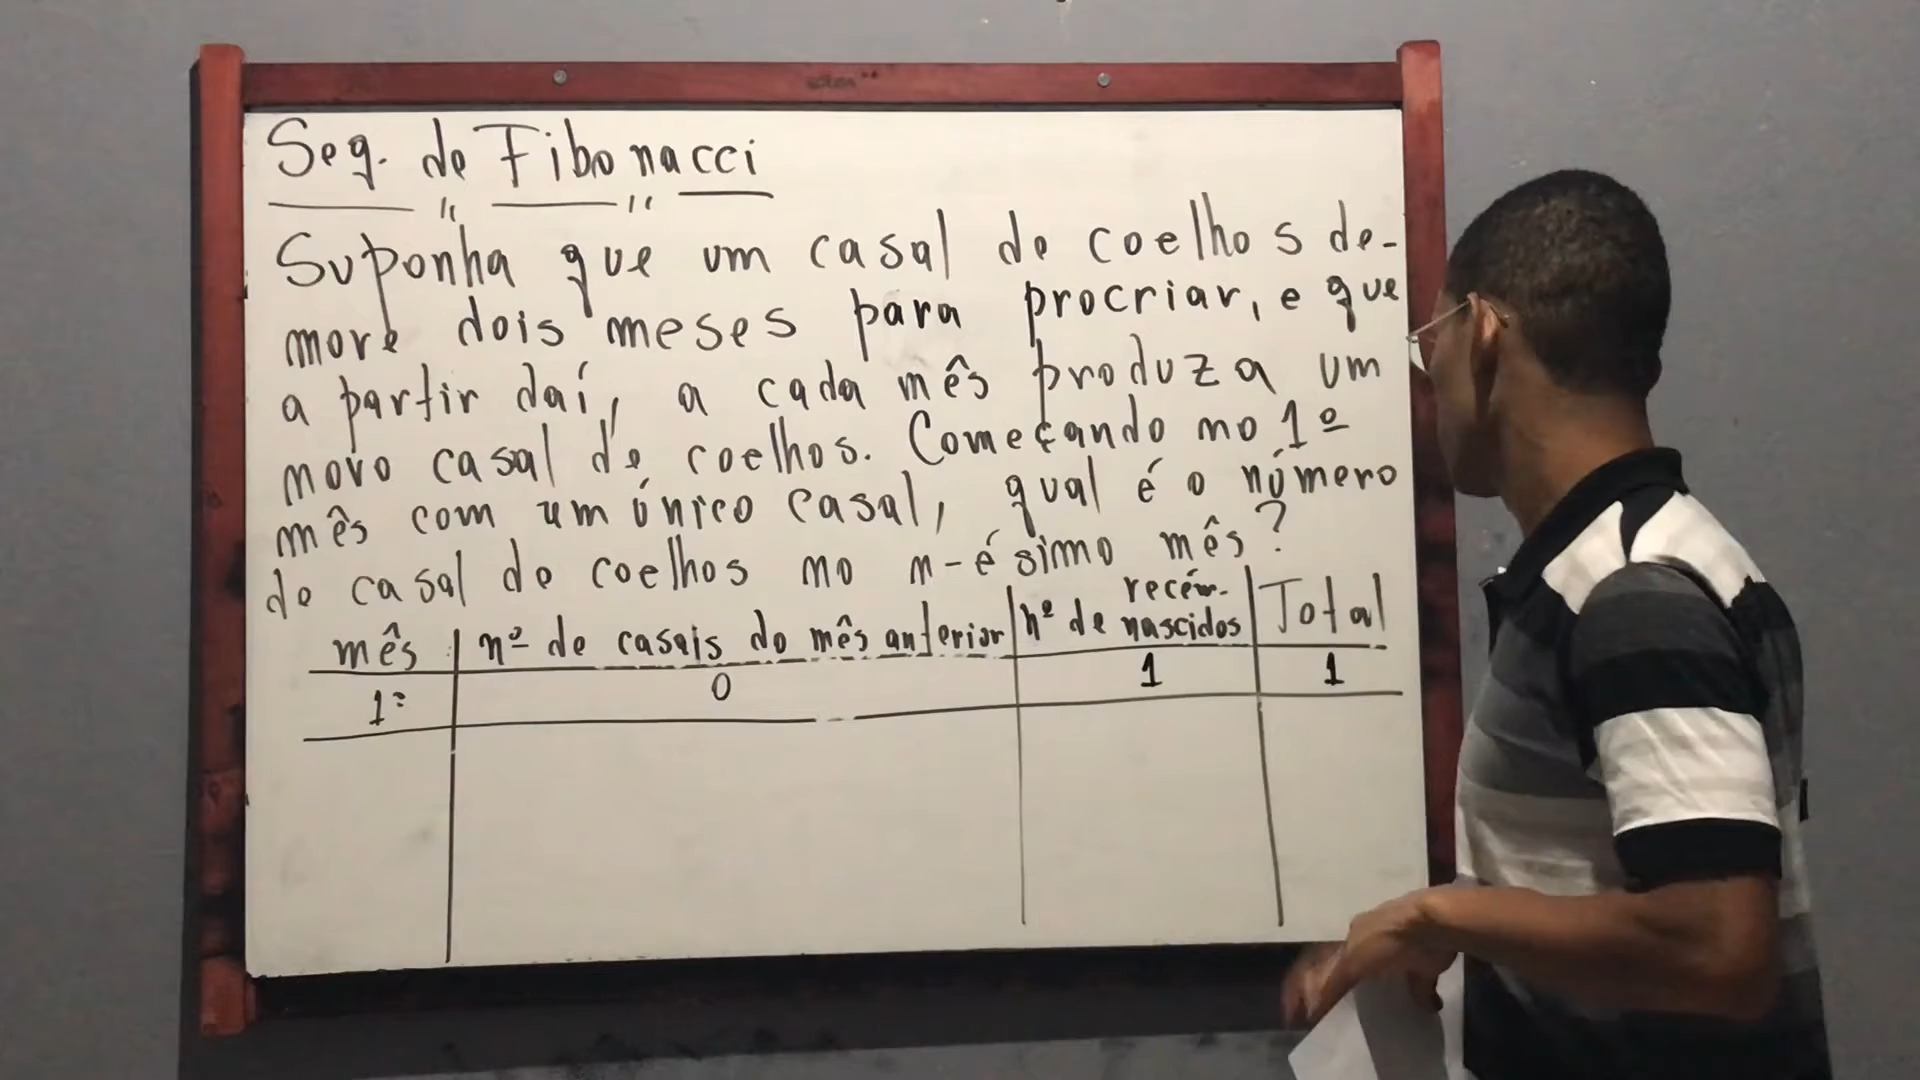 Seq. de Fibonacci
Suponha que um casal de coelhos de-
more dois meses para procriar, e que
a partir daí, a cada mês produza um
novo casal de coelhos. Começando no 1º
mês com um único casal, qual é o número
de casal de coelhos no n-ésimo mês?
mês nº de casais do mês anterior nº de recém-nascidos Total
1º 0 1 1